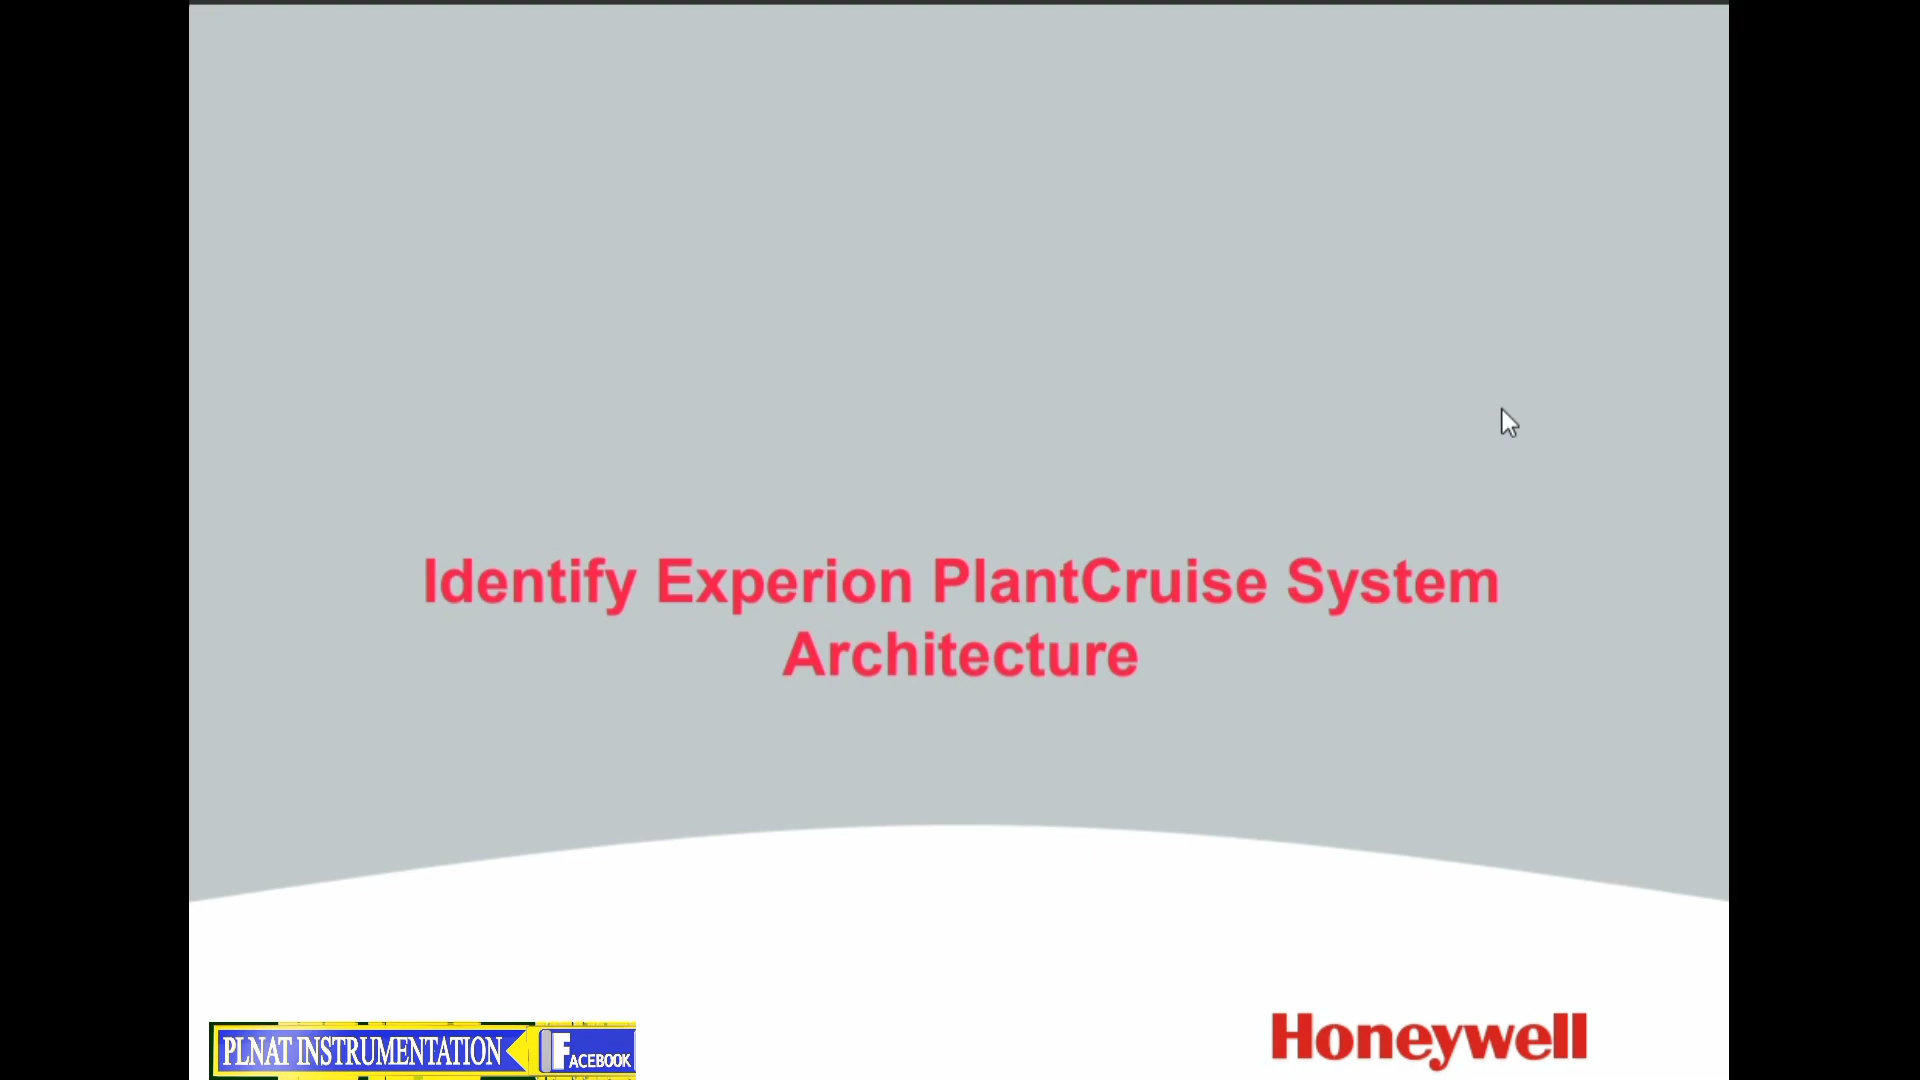 Identify Experion PlantCruise System
Architecture
PLNAT INSTRUMENTATION
FACEBOOK
Honeywell